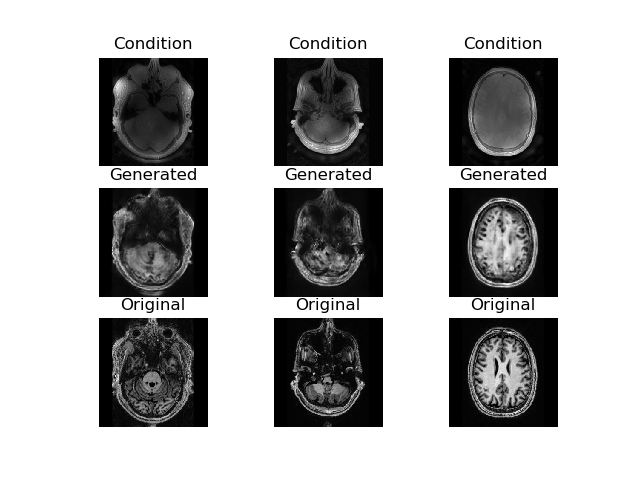 Condition Condition Condition
Generated Generated Generated
Original Original Original